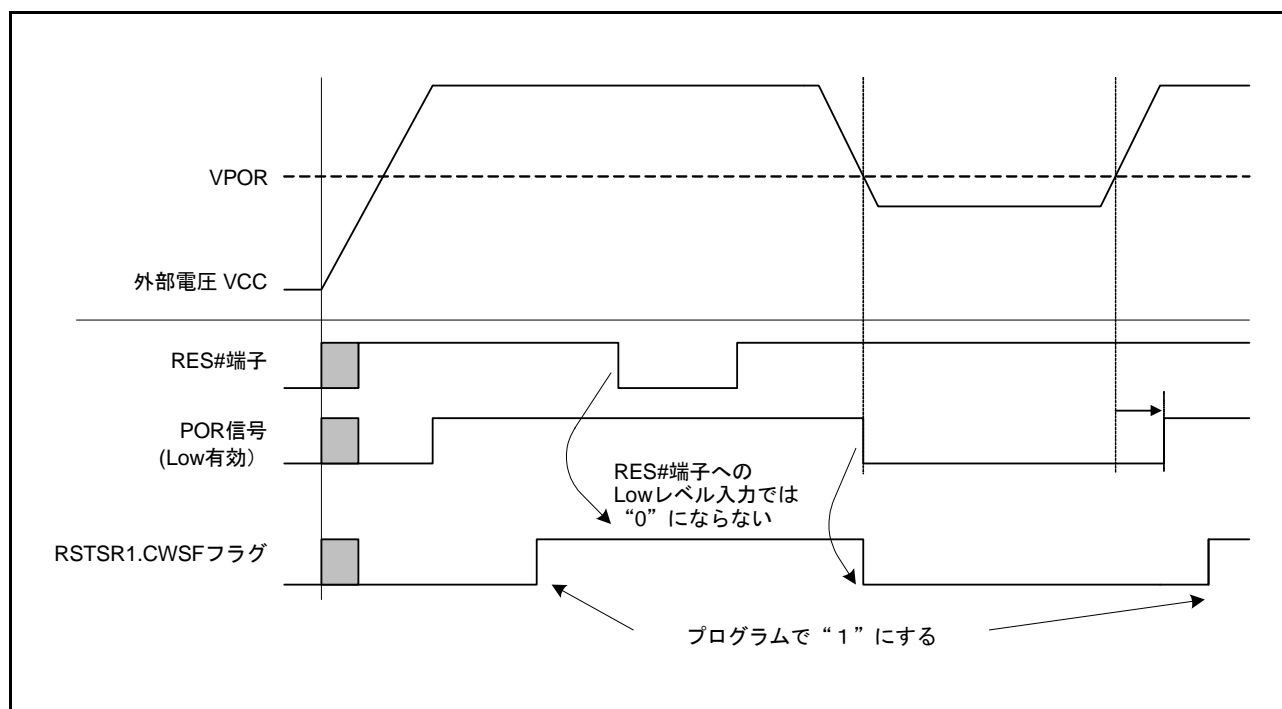 VPOR
外部電圧 VCC
RES#端子
POR信号
(Low有効）
RES#端子への
Lowレベル入力では
“0”にならない
RSTSR1.CWSFフラグ
プログラムで“１”にする